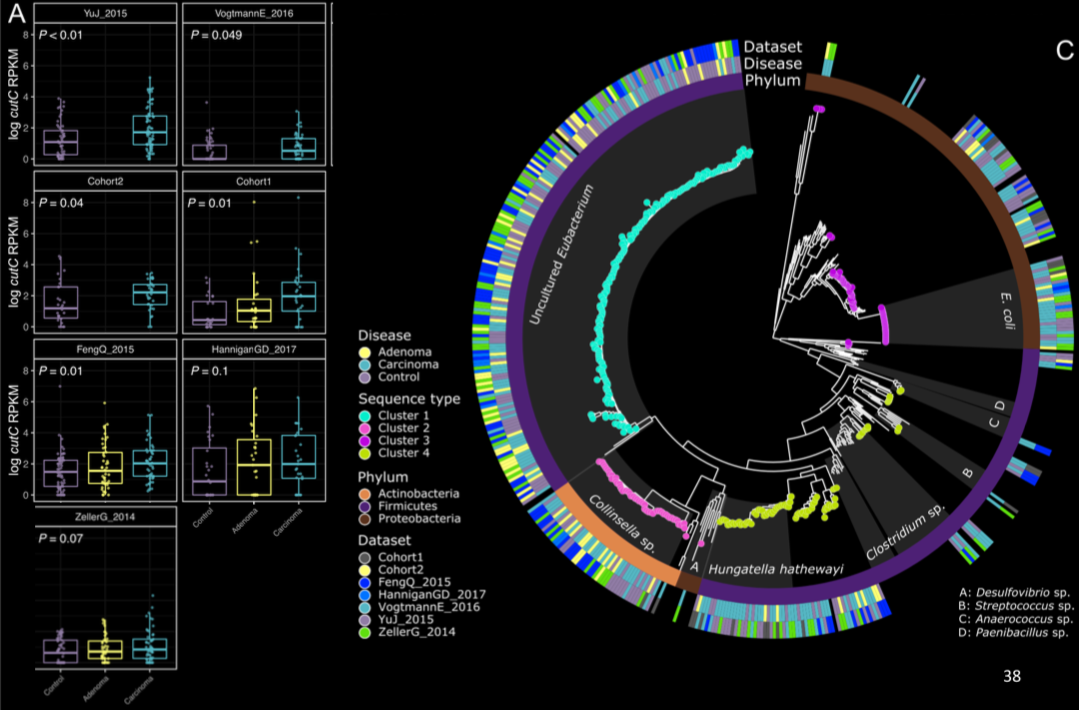 A
YuJ_2015
VogtmannE_2016
P < 0.01
P = 0.049
8
6
4
2
0
log cutC RPKM
Cohort2
Cohort1
P = 0.04
P = 0.01
8
6
4
2
0
log cutC RPKM
FengQ_2015
HanniganGD_2017
P = 0.01
P = 0.1
8
6
4
2
0
log cutC RPKM
Control
Adenoma
Carcinoma
ZellerG_2014
P = 0.07
Control
Adenoma
Carcinoma
Disease
Adenoma
Carcinoma
Control
Sequence type
Cluster 1
Cluster 2
Cluster 3
Cluster 4
Phylum
Actinobacteria
Firmicutes
Proteobacteria
Dataset
Cohort1
Cohort2
FengQ_2015
HanniganGD_2017
VogtmannE_2016
YuJ_2015
ZellerG_2014
C
Dataset
Disease
Phylum
Uncultured Eubacterium
E. coli
D
C
B
Clostridium sp.
Hungatella hathewayi
A
Collinsella sp.
A: Desulfovibrio sp.
B: Streptococcus sp.
C: Anaerococcus sp.
D: Paenibacillus sp.
38